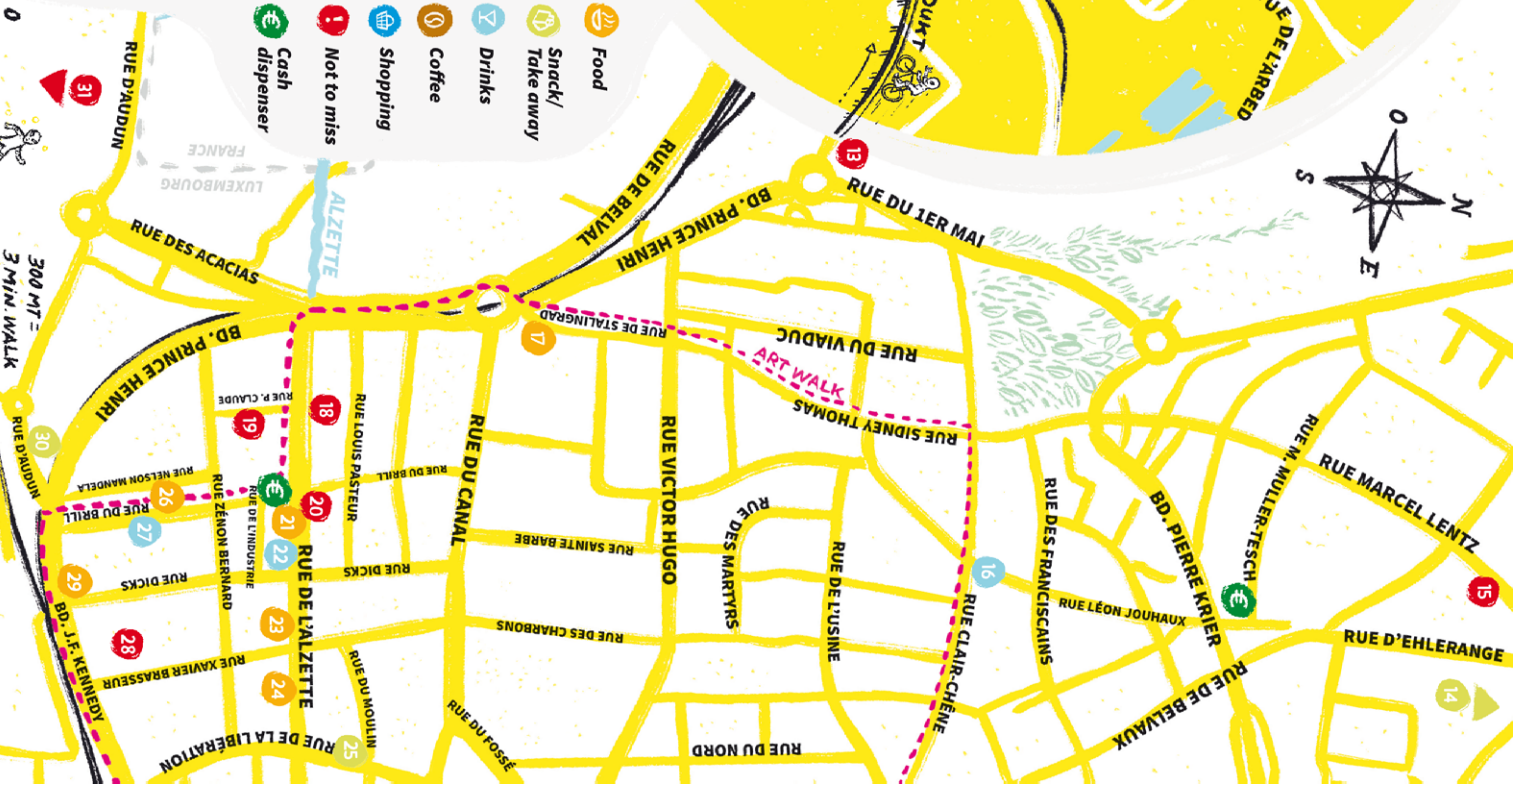 Food
Snack/
Take away
Drinks
Coffee
Shopping
Not to miss
Cash
dispenser
€
!
RUE DE L'ARBED
OUKT
O
N
S
E
RUE D'AUDUN
31
FRANCE
LUXEMBOURG
ALZETTE
RUE DE BELVAL
BD. PRINCE HENRI
13
RUE DU 1ER MAI
RUE DES ACACIAS
300 MT =
3 MIN. WALK
BD. PRINCE HENRI
17
RUE DE STALINGRAD
RUE DU VIADUC
ART WALK
RUE SIDNEY THOMAS
RUE P. CLAUDE
18
19
RUE LOUIS PASTEUR
RUE DU CANAL
RUE VICTOR HUGO
RUE D'AUDUN
30
RUE NELSON MANDELA
26
RUE DU BRILL
27
RUE ZÉNON BERNARD
RUE DE L'INDUSTRIE
€
20
21
22
RUE DU BRILL
RUE DE L'ALZETTE
RUE DICKS
RUE DICKS
29
BD. J.F. KENNEDY
28
RUE XAVIER BRASSEUR
23
24
RUE DU MOULIN
25
RUE DE LA LIBÉRATION
RUE SAINTE BARBE
RUE DES CHARBONS
RUE DU FOSSÉ
RUE DES MARTYRS
RUE DE L'USINE
RUE DU NORD
RUE CLAIR-CHÊNE
16
RUE DES FRANCISCAINS
RUE LÉON JOUHAUX
BD. PIERRE KRIER
RUE M. MULLER-TESCH
RUE MARCEL LENTZ
€
15
RUE D'EHLERANGE
RUE DE BELVAUX
14